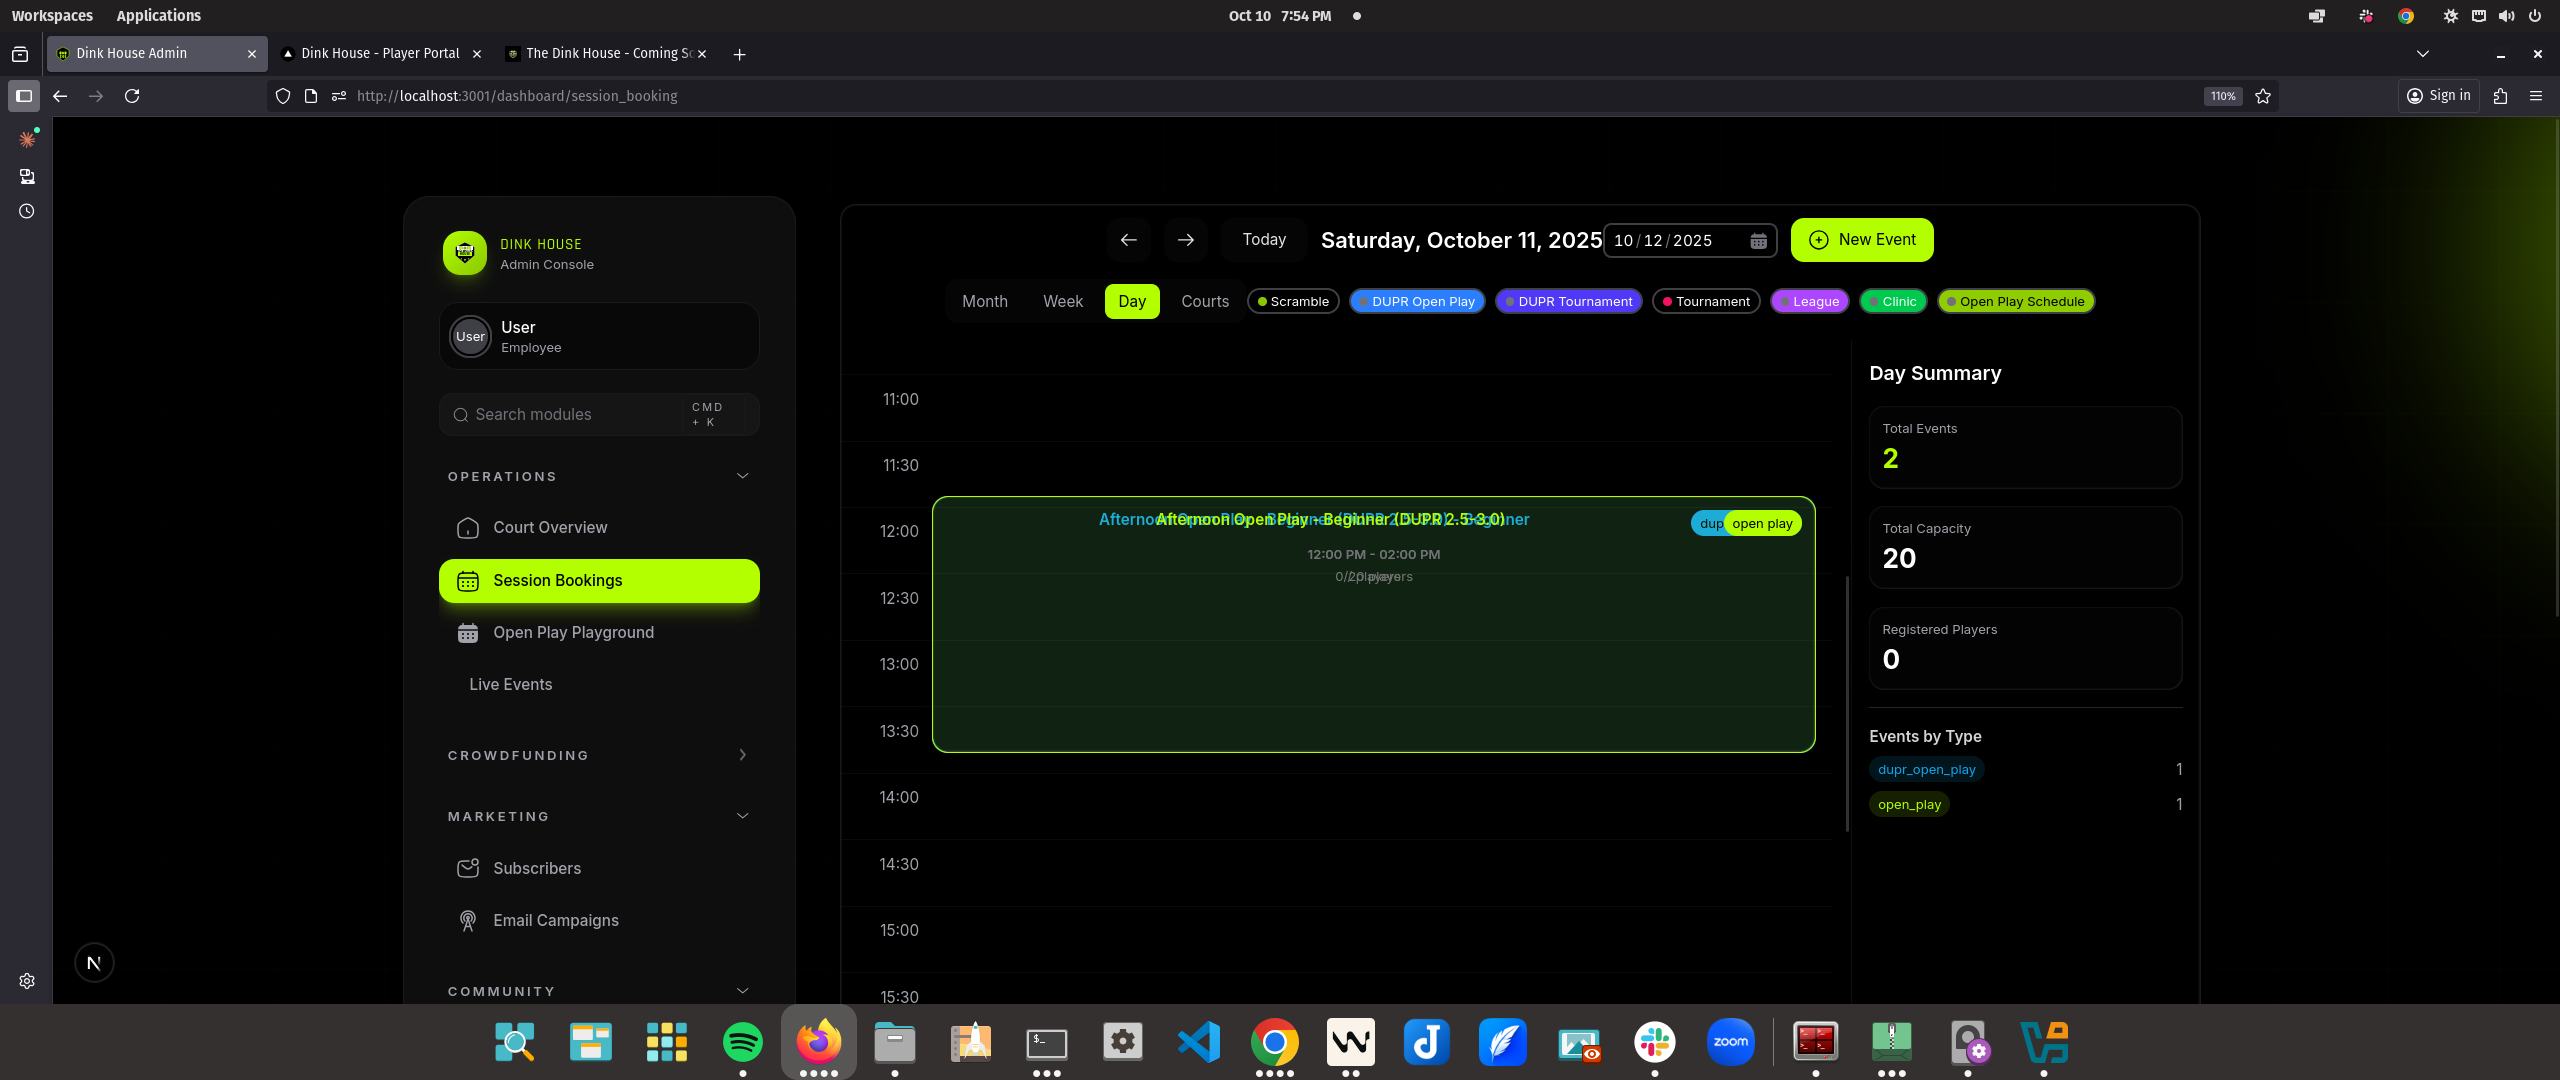 Workspaces Applications
Oct 10 7:54 PM
Dink House Admin
Dink House - Player Portal
The Dink House - Coming So
http://localhost:3001/dashboard/session_booking
110%
Sign in
DINK HOUSE
Admin Console
User
User
Employee
Search modules
CMD
+ K
OPERATIONS
Court Overview
Session Bookings
Open Play Playground
Live Events
CROWDFUNDING
MARKETING
Subscribers
Email Campaigns
COMMUNITY
N
Today
Saturday, October 11, 2025
10/12/2025
New Event
Month Week Day Courts
Scramble
DUPR Open Play
DUPR Tournament
Tournament
League
Clinic
Open Play Schedule
11:00
11:30
12:00
12:30
13:00
13:30
14:00
14:30
15:00
15:30
Afternoon Open Play - Beginner (DUPR 2.5-3.0)
dup
open play
12:00 PM - 02:00 PM
Day Summary
Total Events
2
Total Capacity
20
Registered Players
0
Events by Type
dupr_open_play 1
open_play 1
$_
zoom